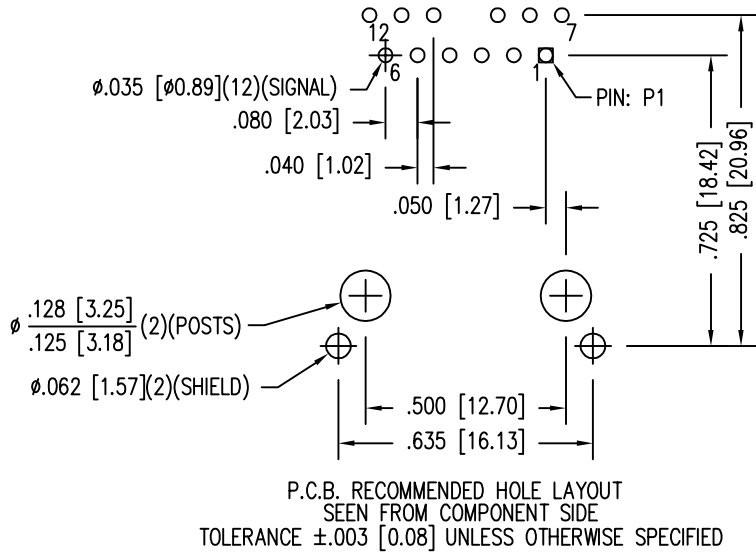 12
7
6
1
ø.035 [ø0.89](12)(SIGNAL)
PIN: P1
.080 [2.03]
.040 [1.02]
.050 [1.27]
.725 [18.42]
.825 [20.96]
ø .128 [3.25]
.125 [3.18] (2)(POSTS)
ø.062 [1.57](2)(SHIELD)
.500 [12.70]
.635 [16.13]
P.C.B. RECOMMENDED HOLE LAYOUT
SEEN FROM COMPONENT SIDE
TOLERANCE ±.003 [0.08] UNLESS OTHERWISE SPECIFIED